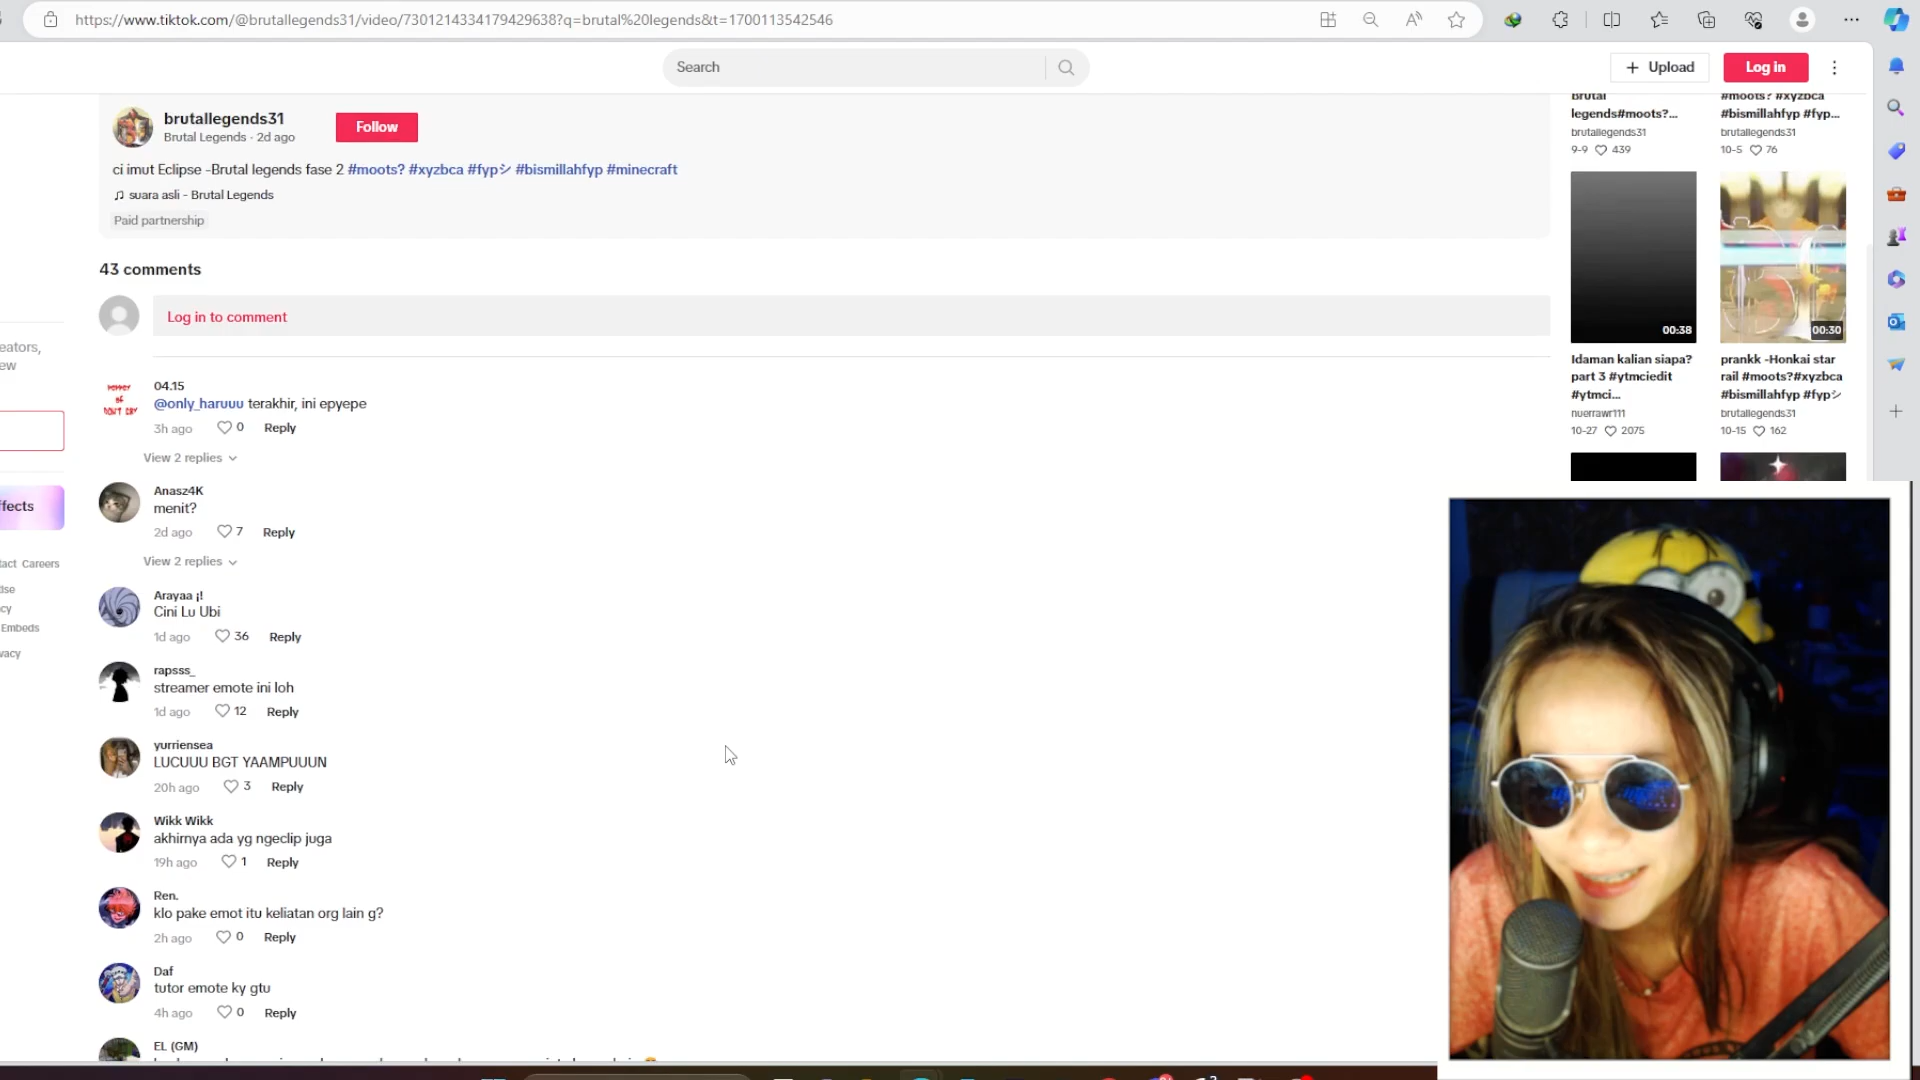 https://www.tiktok.com/@brutallegends31/video/7301214334179429638?q=brutal%20legends&t=1700113542546
Search
Upload
Log in
brutallegends31
Brutal Legends · 2d ago
Follow
ci imut Eclipse -Brutal legends fase 2 #moots? #xyzbca #fypシ #bismillahfyp #minecraft
suara asli - Brutal Legends
Paid partnership
43 comments
Log in to comment
04.15
@only_haruuu terakhir, ini epyepe
3h ago 0 Reply
View 2 replies
Anasz4K
menit?
2d ago 7 Reply
View 2 replies
Arayaa ¡!
Cini Lu Ubi
1d ago 36 Reply
rapsss_
streamer emote ini loh
1d ago 12 Reply
yurriensea
LUCUUU BGT YAAMPUUUN
20h ago 3 Reply
Wikk Wikk
akhirnya ada yg ngeclip juga
19h ago 1 Reply
Ren.
klo pake emot itu keliatan org lain g?
2h ago 0 Reply
Daf
tutor emote ky gtu
4h ago 0 Reply
EL (GM)
eators,
ew
ffects
tact Careers
ise
cy
Embeds
vacy
Brutal
legends#moots?...
brutallegends31
9-9 439
#moots? #xyzbca
#bismillahfyp #fyp...
brutallegends31
10-5 76
00:38
Idaman kalian siapa?
part 3 #ytmciedit
#ytmci...
nuerrawr111
10-27 2075
00:30
prankk -Honkai star
rail #moots?#xyzbca
#bismillahfyp #fypシ
brutallegends31
10-15 162